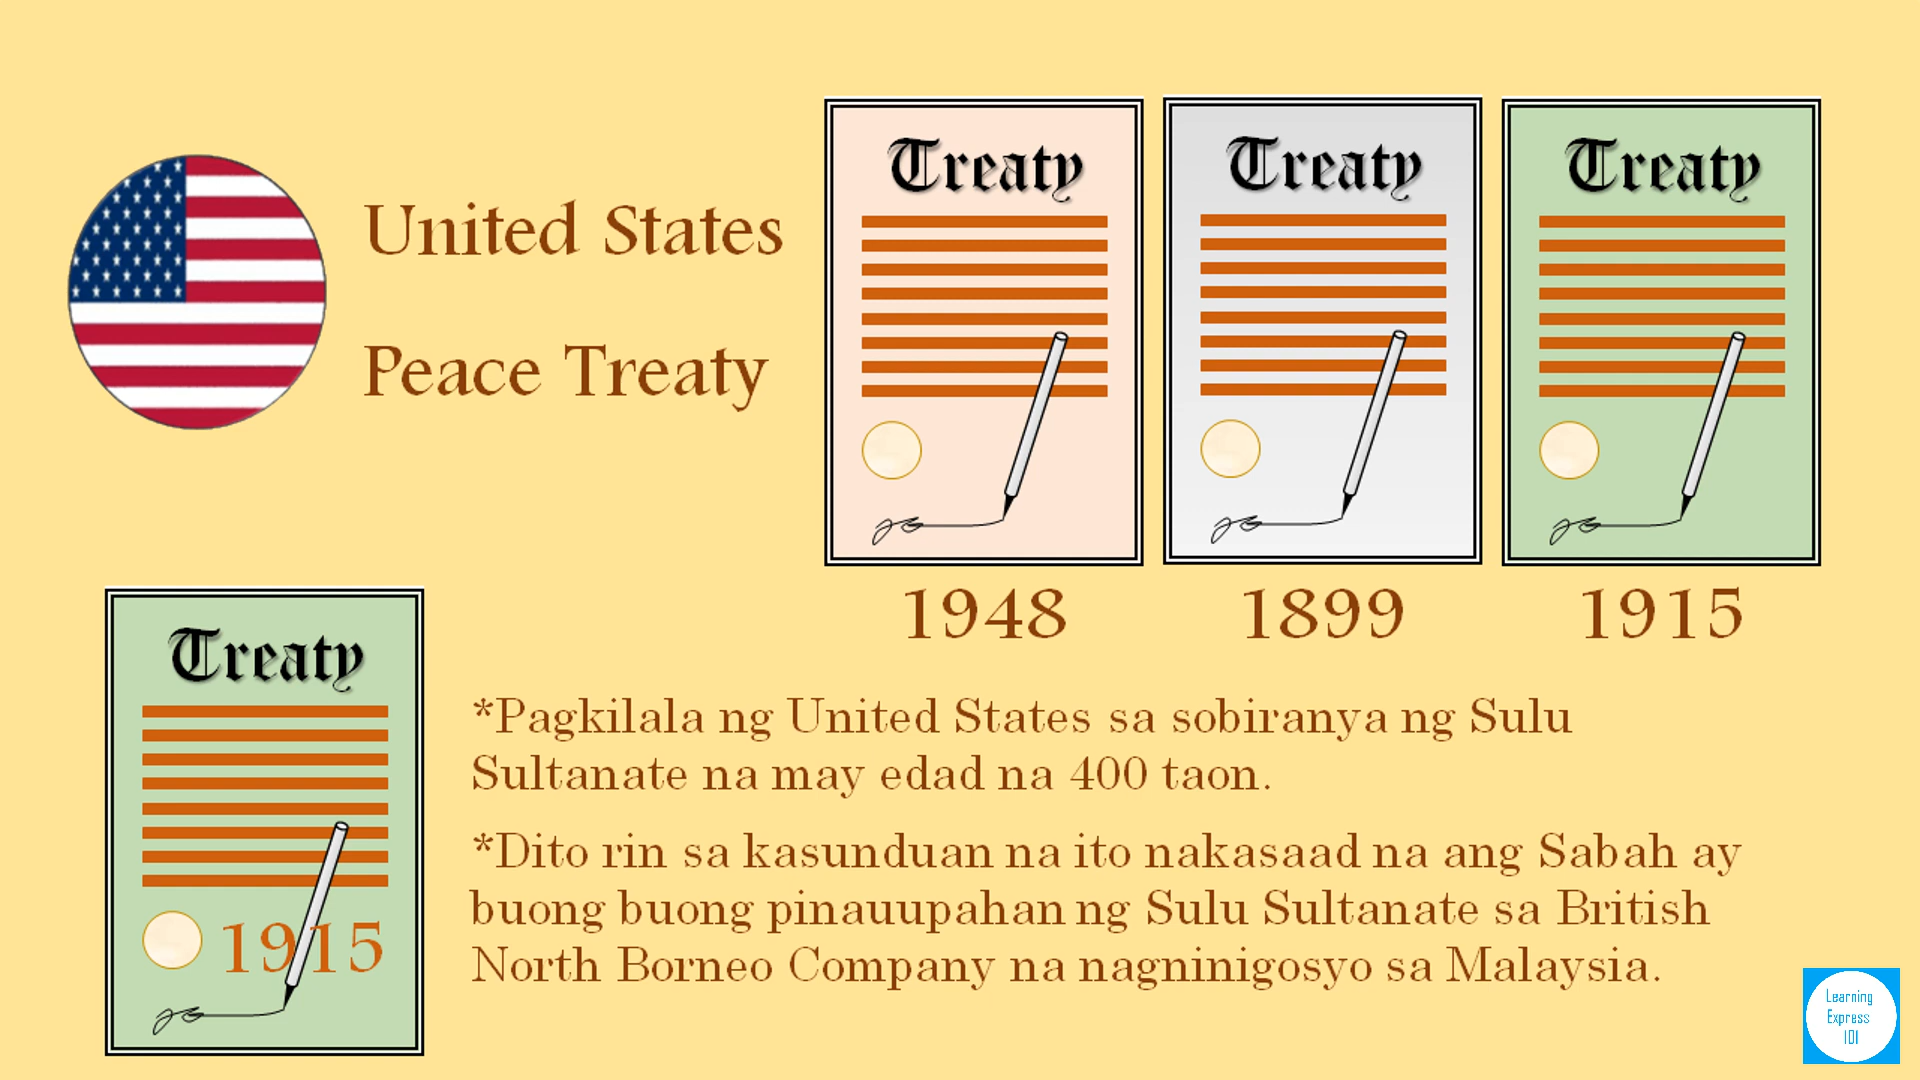 United States
Peace Treaty
Treaty
Treaty
Treaty
1948
1899
1915
Treaty
1915
*Pagkilala ng United States sa sobiranya ng Sulu
Sultanate na may edad na 400 taon.
*Dito rin sa kasunduan na ito nakasaad na ang Sabah ay
buong buong pinauupahan ng Sulu Sultanate sa British
North Borneo Company na nagninigosyo sa Malaysia.
Learning
Express
101